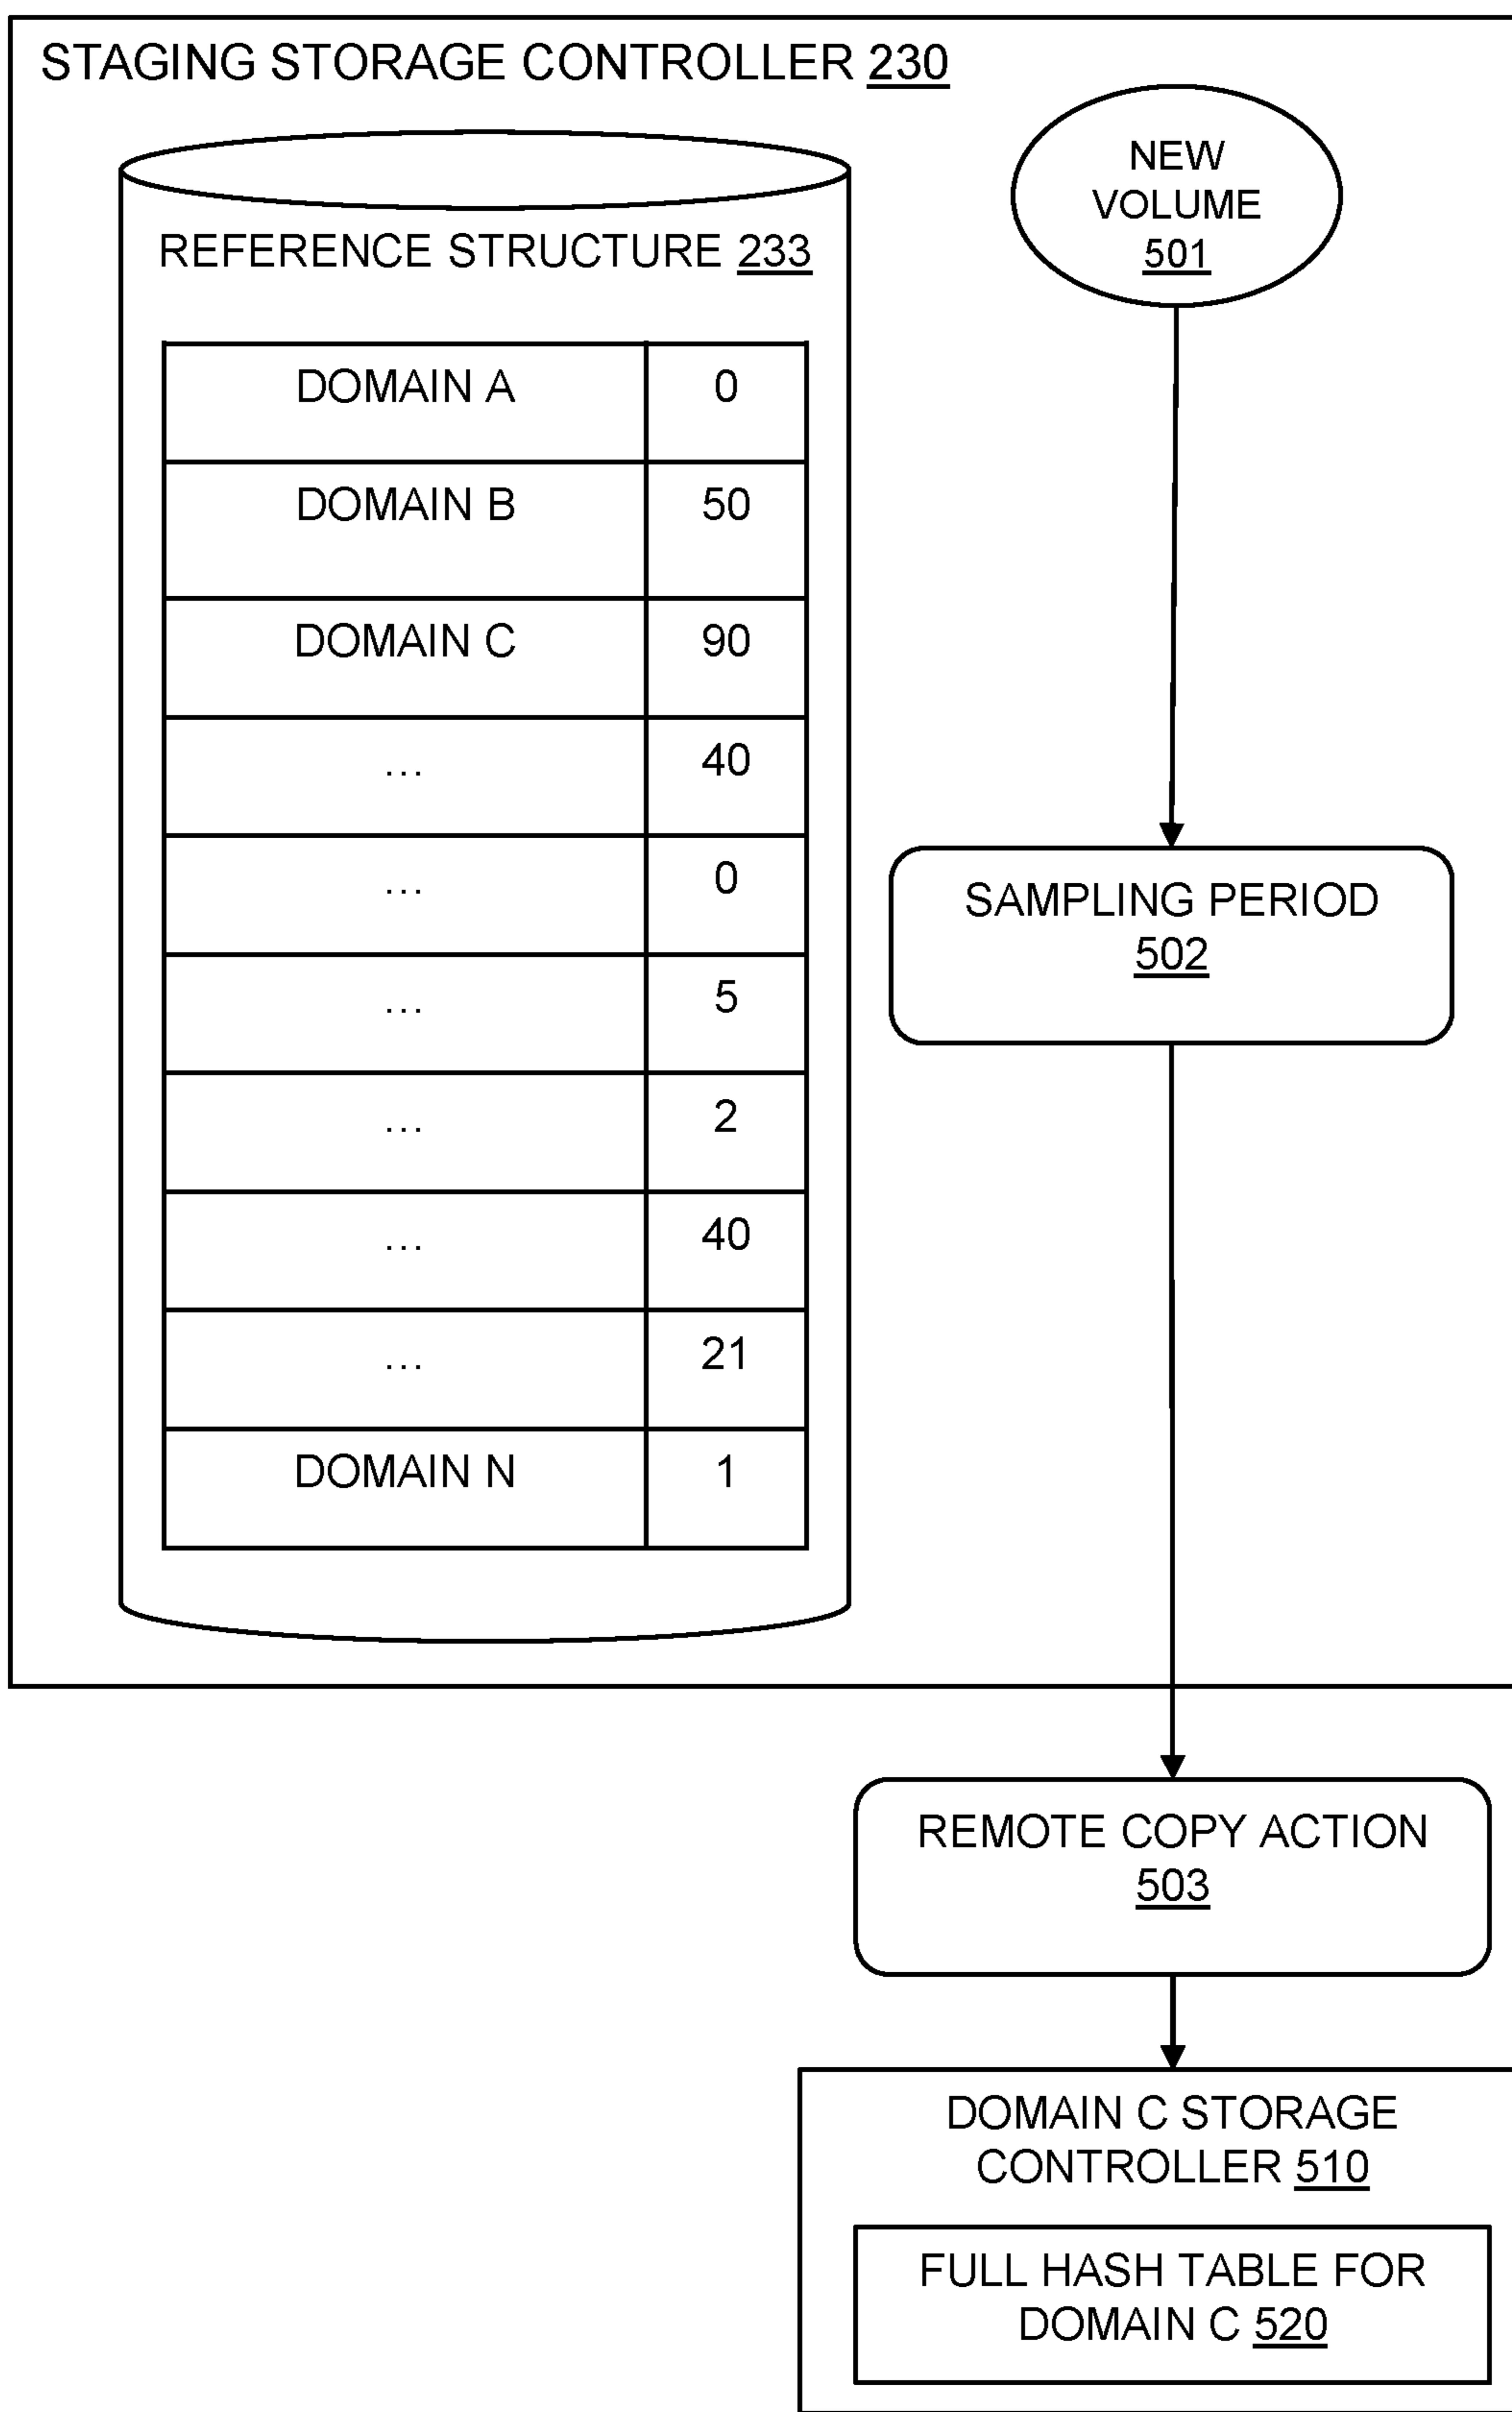 STAGING STORAGE CONTROLLER 230
REFERENCE STRUCTURE 233
DOMAIN A 0
DOMAIN B 50
DOMAIN C 90
... 40
... 0
... 5
... 2
... 40
... 21
DOMAIN N 1
NEW
VOLUME
501
SAMPLING PERIOD
502
REMOTE COPY ACTION
503
DOMAIN C STORAGE
CONTROLLER 510
FULL HASH TABLE FOR
DOMAIN C 520